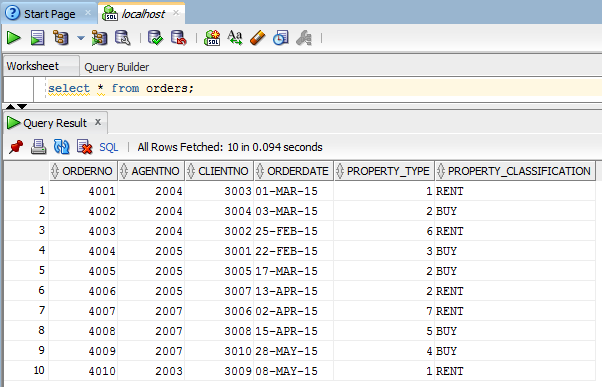 Start Page × localhost ×
SQL Aa
Worksheet Query Builder
select * from orders;
Query Result ×
SQL All Rows Fetched: 10 in 0.094 seconds
ORDERNO AGENTNO CLIENTNO ORDERDATE PROPERTY_TYPE PROPERTY_CLASSIFICATION
1 4001 2004 3003 01-MAR-15 1 RENT
2 4002 2004 3004 03-MAR-15 2 BUY
3 4003 2004 3002 25-FEB-15 6 RENT
4 4004 2005 3001 22-FEB-15 3 BUY
5 4005 2005 3005 17-MAR-15 2 BUY
6 4006 2005 3007 13-APR-15 2 RENT
7 4007 2007 3006 02-APR-15 7 RENT
8 4008 2007 3008 15-APR-15 5 BUY
9 4009 2007 3010 28-MAY-15 4 BUY
10 4010 2003 3009 08-MAY-15 1 RENT